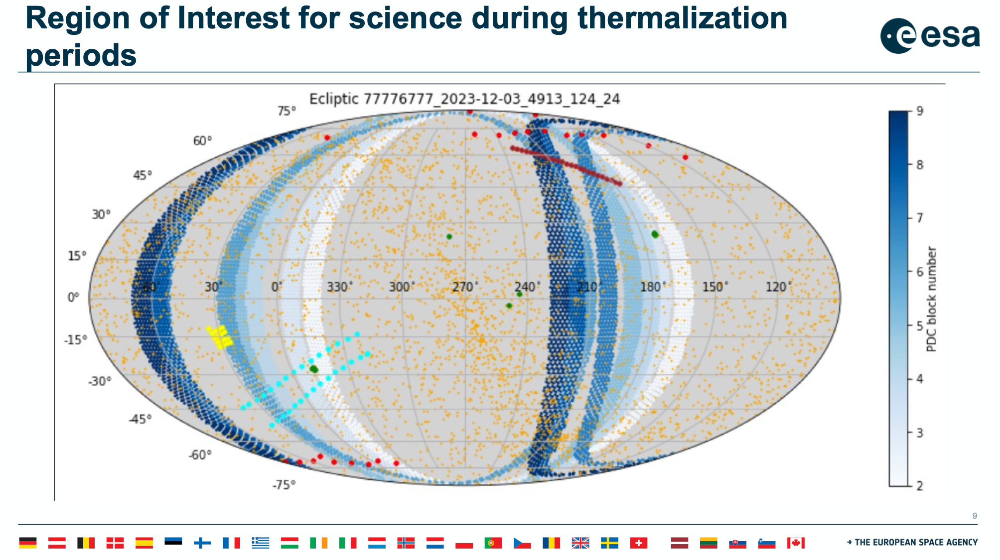 Region of Interest for science during thermalization
periods
esa
Ecliptic 77776777_2023-12-03_4913_124_24
75°
60°
45°
30°
15°
0°
-15°
-30°
-45°
-60°
-75°
60° 30° 0° 330° 300° 270° 240° 210° 180° 150° 120°
9
8
7
6
5
4
3
2
PDC block number
9
→ THE EUROPEAN SPACE AGENCY